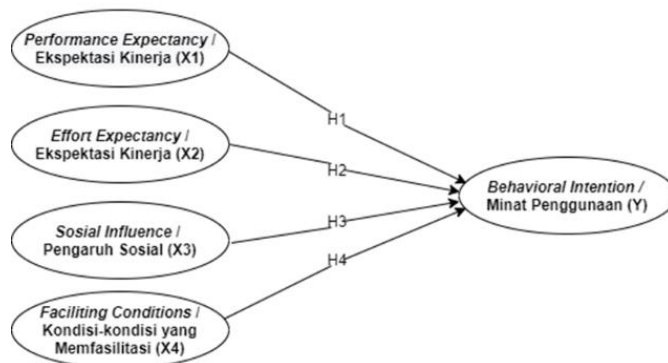 Performance Expectancy /
Ekspektasi Kinerja (X1)
H1
Effort Expectancy /
Ekspektasi Kinerja (X2)
H2
Behavioral Intention /
Minat Penggunaan (Y)
Sosial Influence /
Pengaruh Sosial (X3)
H3
H4
Faciliting Conditions /
Kondisi-kondisi yang
Memfasilitasi (X4)